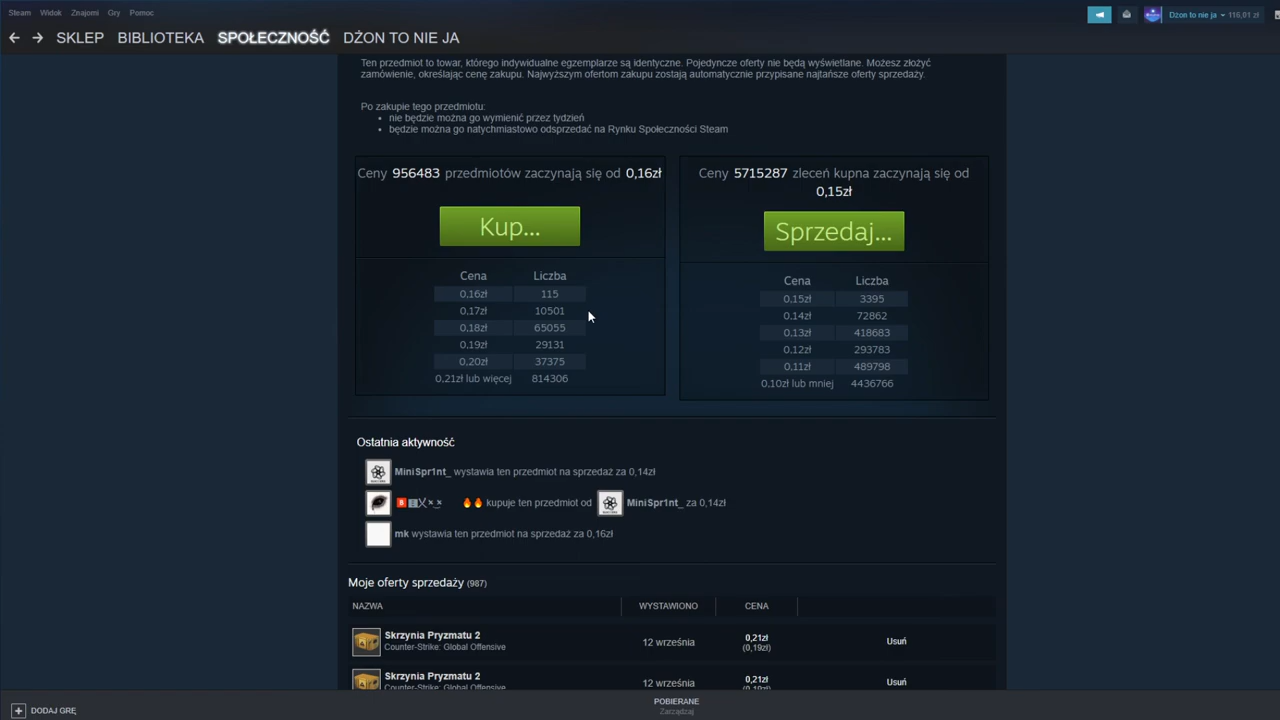 Steam Widok Znajomi Gry Pomoc
Dżon to nie ja 116,01 zł
SKLEP BIBLIOTEKA SPOŁECZNOŚĆ DŻON TO NIE JA
Ten przedmiot to towar, którego indywidualne egzemplarze są identyczne. Pojedyncze oferty nie będą wyświetlane. Możesz złożyć
zamówienie, określając cenę zakupu. Najwyższym ofertom zakupu zostają automatycznie przypisane najtańsze oferty sprzedaży.
Po zakupie tego przedmiotu:
• nie będzie można go wymienić przez tydzień
• będzie można go natychmiastowo odsprzedać na Rynku Społeczności Steam
Ceny 956483 przedmiotów zaczynają się od 0,16zł
Kup...
Cena Liczba
0,16zł 115
0,17zł 10501
0,18zł 65055
0,19zł 29131
0,20zł 37375
0,21zł lub więcej 814306
Ceny 5715287 zleceń kupna zaczynają się od
0,15zł
Sprzedaj...
Cena Liczba
0,15zł 3395
0,14zł 72862
0,13zł 418683
0,12zł 293783
0,11zł 489798
0,10zł lub mniej 4436766
Ostatnia aktywność
MiniSpr1nt_ wystawia ten przedmiot na sprzedaż za 0,14zł
kupuje ten przedmiot od MiniSpr1nt_ za 0,14zł
mk wystawia ten przedmiot na sprzedaż za 0,16zł
Moje oferty sprzedaży (987)
NAZWA WYSTAWIONO CENA
Skrzynia Pryzmatu 2
Counter-Strike: Global Offensive
12 września
0,21zł
(0,19zł)
Usuń
Skrzynia Pryzmatu 2
Counter-Strike: Global Offensive
12 września
0,21zł
(0,19zł)
Usuń
DODAJ GRĘ
POBIERANE
Zarządzaj